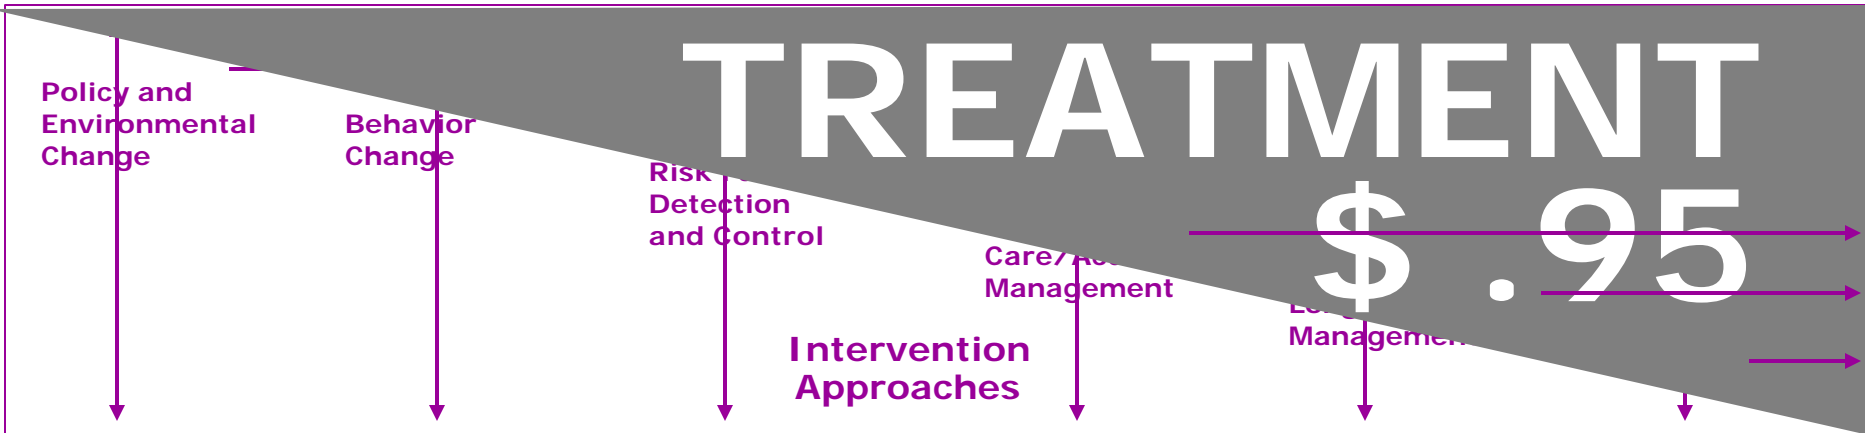 TREATMENT
$ .95
Policy and
Environmental
Change
Behavior
Change
Risk
Detection
and Control
Management
Intervention
Approaches